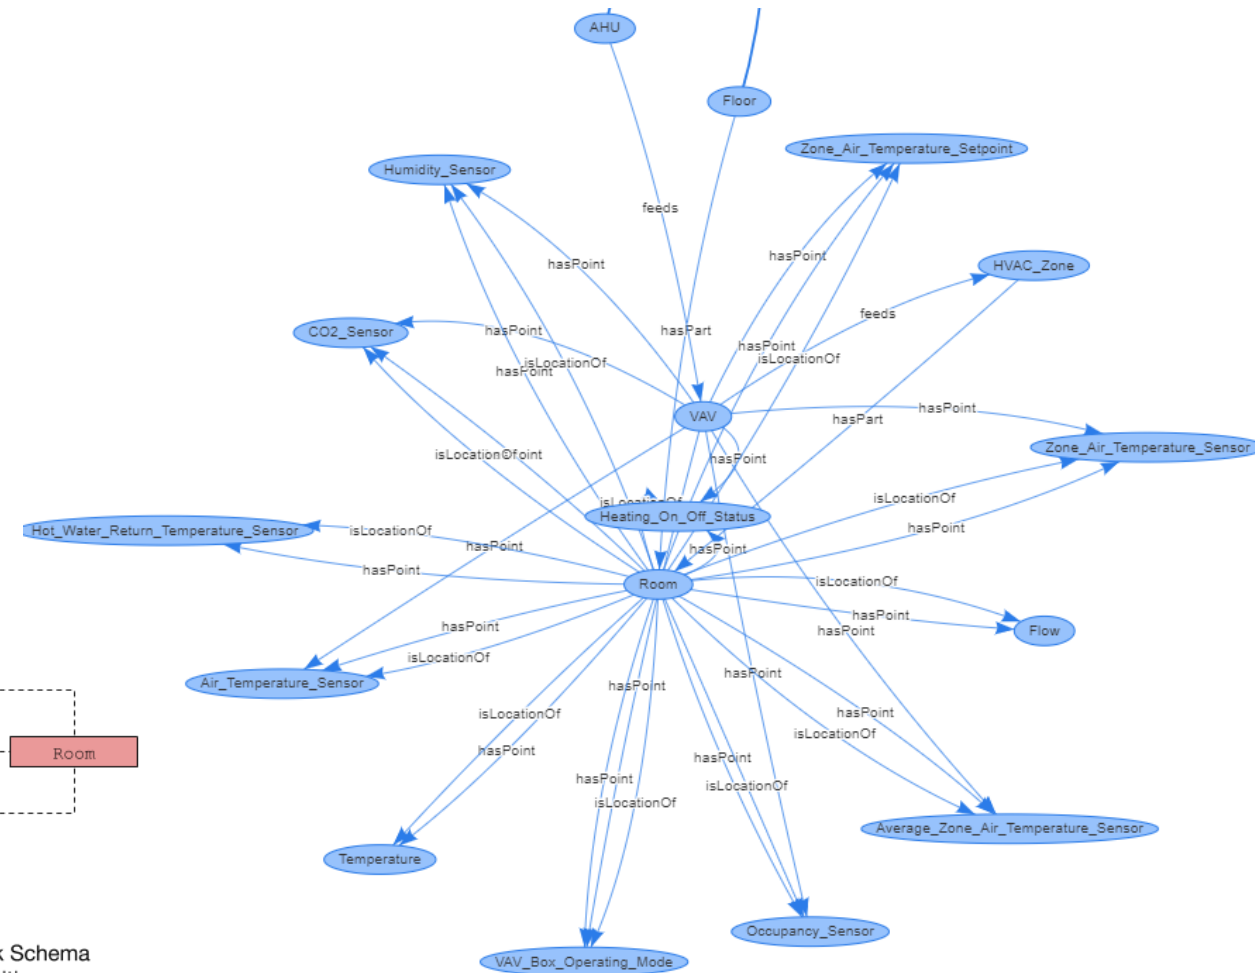 AHU
Floor
Zone_Air_Temperature_Setpoint
Humidity_Sensor
feeds
hasPoint
hasPoint
HVAC_Zone
feeds
CO2_Sensor
hasPoint
hasPart
hasPoint
isLocationOf
isLocationOf
hasPoint
VAV
hasPoint
hasPart
Zone_Air_Temperature_Sensor
isLocationOf
hasPoint
isLocationOf
isLocationOf
Heating_On_Off_Status
Hot_Water_Return_Temperature_Sensor
isLocationOf
hasPoint
hasPoint
hasPoint
hasPoint
Room
isLocationOf
hasPoint
Flow
hasPoint
hasPoint
isLocationOf
Air_Temperature_Sensor
hasPoint
hasPoint
isLocationOf
hasPoint
isLocationOf
hasPoint
Room
hasPoint
hasPoint
isLocationOf
isLocationOf
Average_Zone_Air_Temperature_Sensor
Temperature
Occupancy_Sensor
VAV_Box_Operating_Mode
Schema